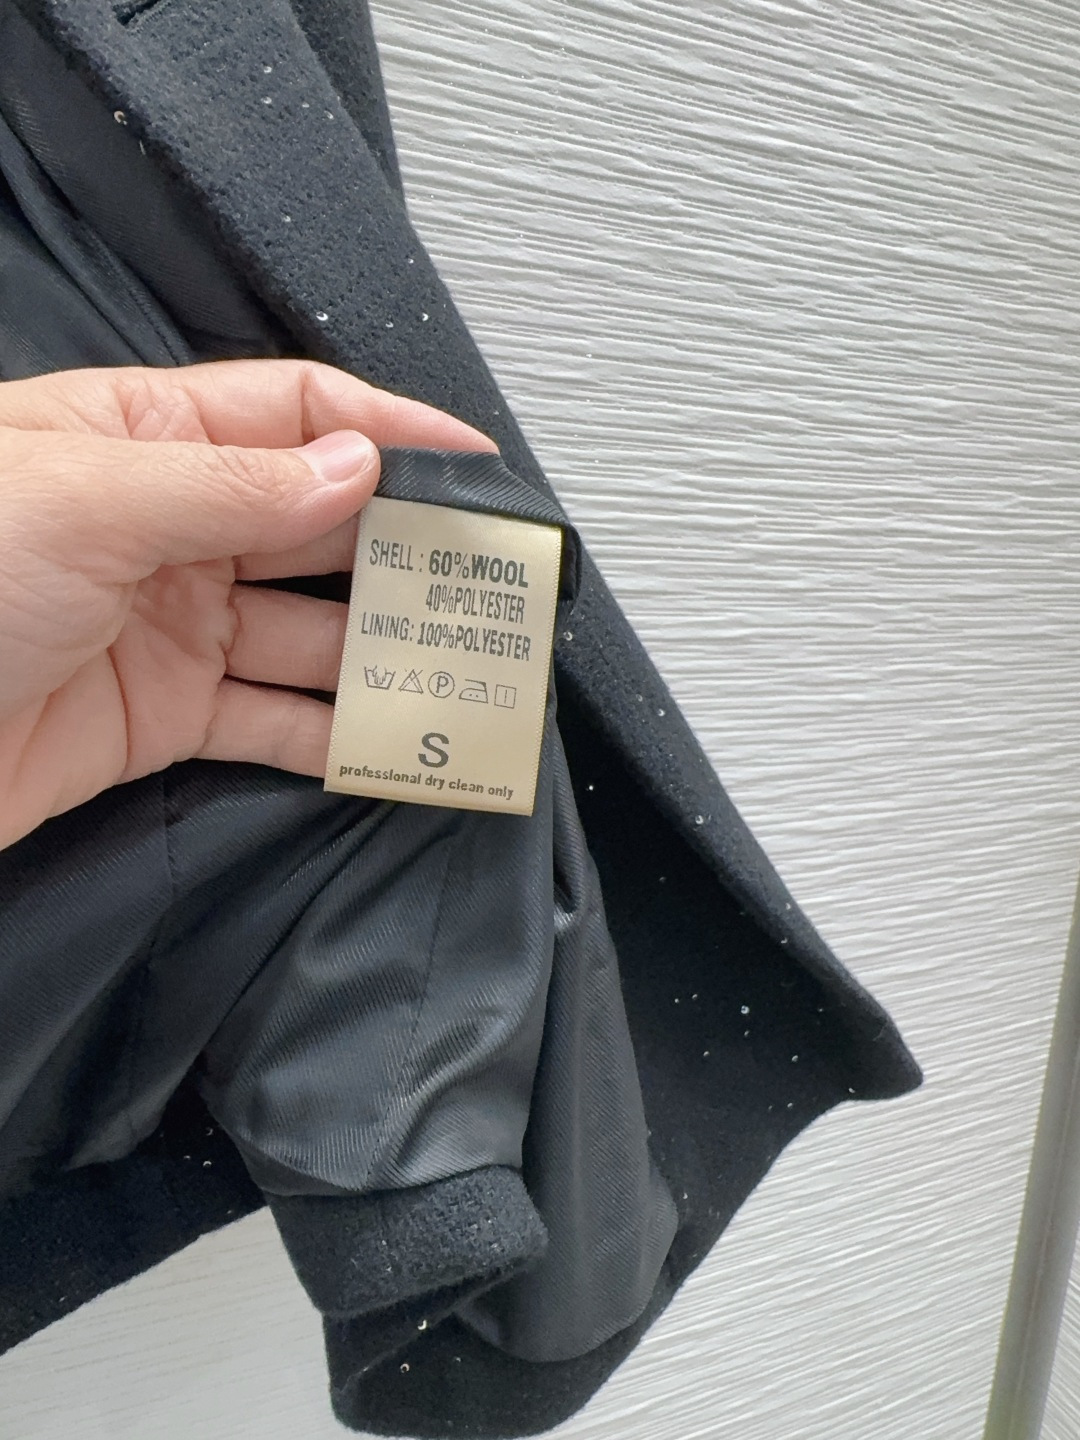 SHELL : 60%WOOL
40%POLYESTER
LINING: 100%POLYESTER
P
S
professional dry clean only